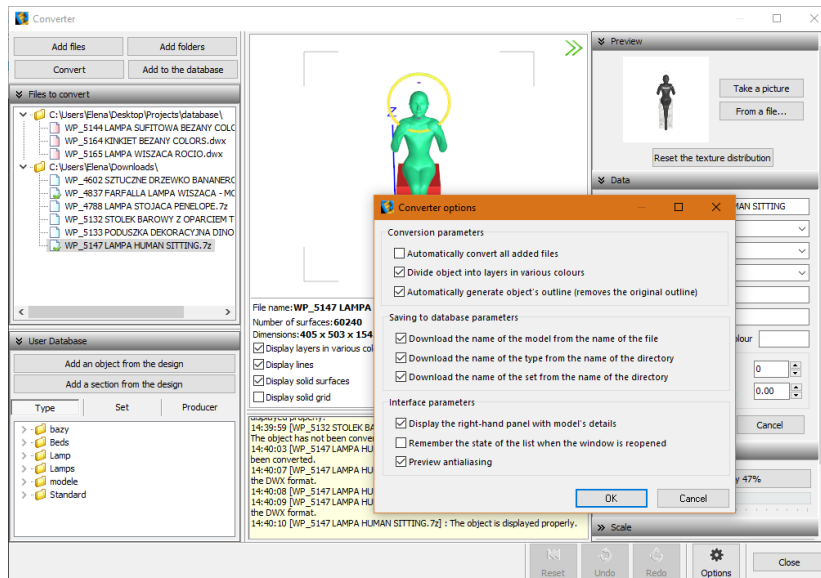 Converter
Add files
Add folders
Convert
Add to the database
Files to convert
C:\Users\Elena\Desktop\Projects\database\
WP_5144 LAMPA SUFITOWA BEZANY COLO
WP_5164 KINKIET BEZANY COLORS.dwx
WP_5165 LAMPA WISZACA ROCIO.dwx
C:\Users\Elena\Downloads\
WP_4602 SZTUCZNE DRZEWKO BANANERO
WP_4837 FARFALLA LAMPA WISZACA - MO
WP_4788 LAMPA STOJACA PENELOPE.7z
WP_5132 STOLEK BAROWY Z OPARCIEM T
WP_5133 PODUSZKA DEKORACYJNA DINO
WP_5147 LAMPA HUMAN SITTING.7z
User Database
Add an object from the design
Add a section from the design
Type
Set
Producer
bazy
Beds
Lamp
Lamps
modele
Standard
Z
File name:WP_5147 LAMPA
Number of surfaces:60240
Dimensions:405 x 503 x 154
Display layers in various col
Display lines
Display solid surfaces
Display solid grid
displayed properly.
14:39:59 [WP_5132 STOLEK BA
The object has not been conver
14:40:03 [WP_5147 LAMPA HU
been converted.
14:40:07 [WP_5147 LAMPA HU
the DWX format.
14:40:08 [WP_5147 LAMPA HU
14:40:09 [WP_5147 LAMPA HU
the DWX format.
14:40:10 [WP_5147 LAMPA HUMAN SITTING.7z] : The object is displayed properly.
Converter options
Conversion parameters
Automatically convert all added files
Divide object into layers in various colours
Automatically generate object's outline (removes the original outline)
Saving to database parameters
Download the name of the model from the name of the file
Download the name of the type from the name of the directory
Download the name of the set from the name of the directory
Interface parameters
Display the right-hand panel with model's details
Remember the state of the list when the window is reopened
Preview antialiasing
OK
Cancel
Preview
Take a picture
From a file...
Reset the texture distribution
Data
MAN SITTING
lour
0
0.00
Cancel
y 47%
Scale
Reset
Undo
Redo
Options
Close